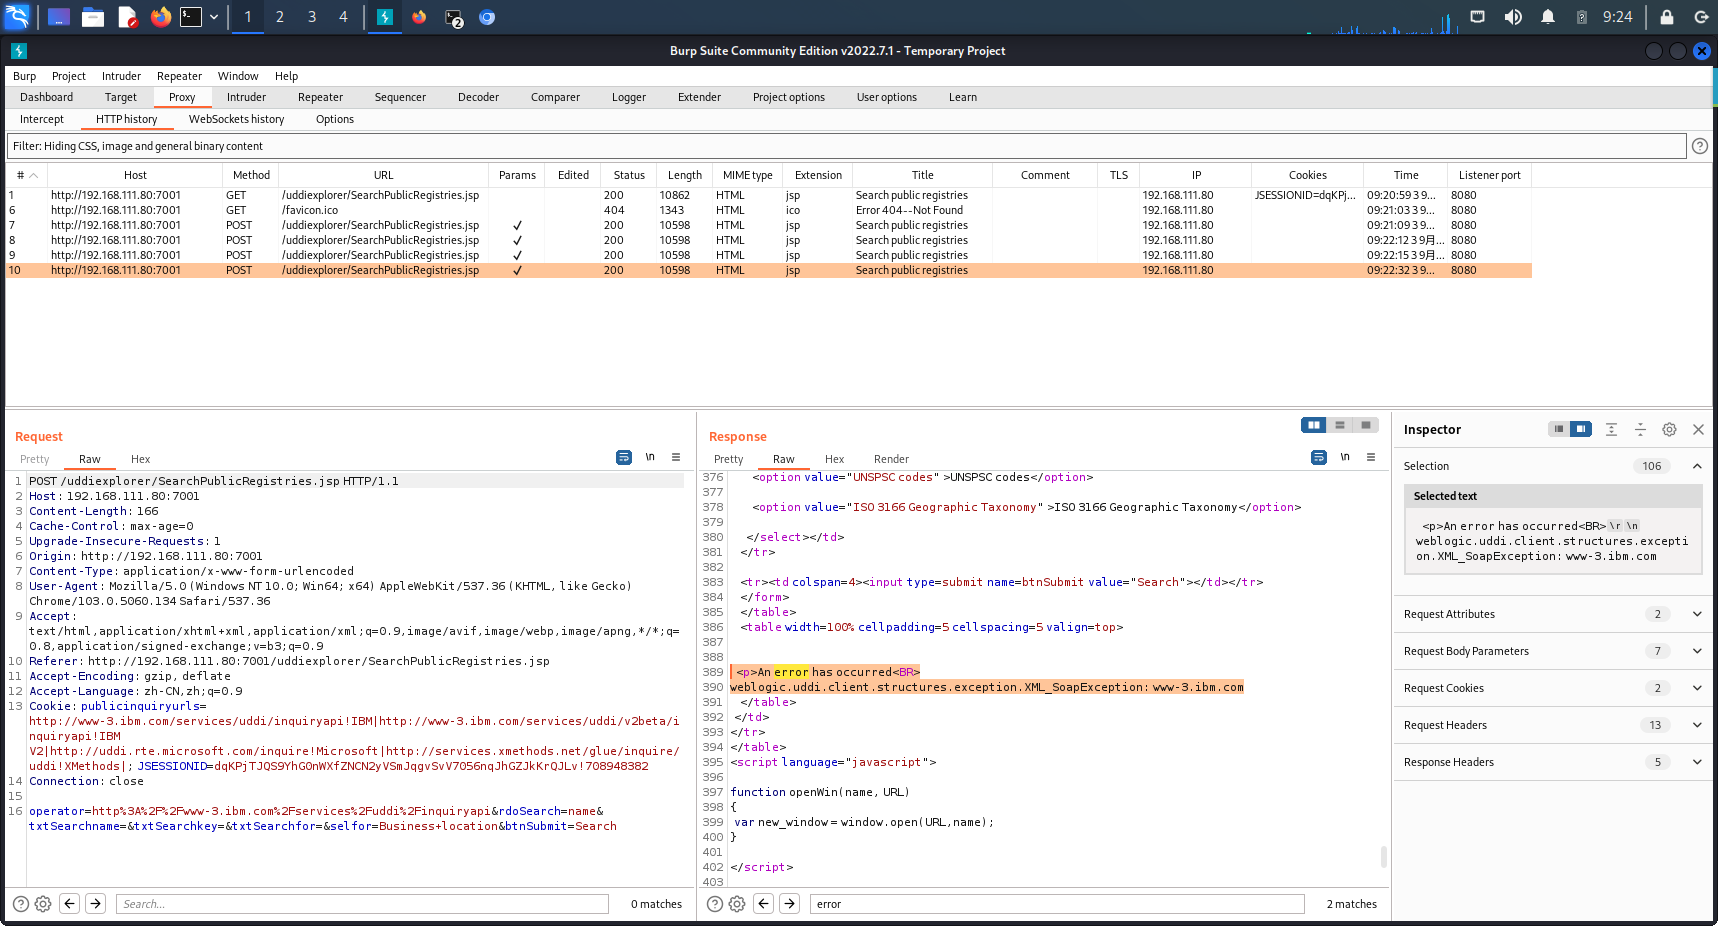 1 2 3 4 2 9:24
Burp Suite Community Edition v2022.7.1 - Temporary Project
Burp Project Intruder Repeater Window Help
Dashboard Target Proxy Intruder Repeater Sequencer Decoder Comparer Logger Extender Project options User options Learn
Intercept HTTP history WebSockets history Options
Filter: Hiding CSS, image and general binary content
# Host Method URL Params Edited Status Length MIME type Extension Title Comment TLS IP Cookies Time Listener port
1 http://192.168.111.80:7001 GET /uddiexplorer/SearchPublicRegistries.jsp 200 10862 HTML jsp Search public registries 192.168.111.80 JSESSIONID=dqKPj... 09:20:59 3 9... 8080
6 http://192.168.111.80:7001 GET /favicon.ico 404 1343 HTML ico Error 404--Not Found 192.168.111.80 09:21:03 3 9... 8080
7 http://192.168.111.80:7001 POST /uddiexplorer/SearchPublicRegistries.jsp ✓ 200 10598 HTML jsp Search public registries 192.168.111.80 09:21:09 3 9... 8080
8 http://192.168.111.80:7001 POST /uddiexplorer/SearchPublicRegistries.jsp ✓ 200 10598 HTML jsp Search public registries 192.168.111.80 09:22:12 3 9月... 8080
9 http://192.168.111.80:7001 POST /uddiexplorer/SearchPublicRegistries.jsp ✓ 200 10598 HTML jsp Search public registries 192.168.111.80 09:22:15 3 9月... 8080
10 http://192.168.111.80:7001 POST /uddiexplorer/SearchPublicRegistries.jsp ✓ 200 10598 HTML jsp Search public registries 192.168.111.80 09:22:32 3 9... 8080
Request
Pretty Raw Hex \n
1 POST /uddiexplorer/SearchPublicRegistries.jsp HTTP/1.1
2 Host: 192.168.111.80:7001
3 Content-Length: 166
4 Cache-Control: max-age=0
5 Upgrade-Insecure-Requests: 1
6 Origin: http://192.168.111.80:7001
7 Content-Type: application/x-www-form-urlencoded
8 User-Agent: Mozilla/5.0 (Windows NT 10.0; Win64; x64) AppleWebKit/537.36 (KHTML, like Gecko)
Chrome/103.0.5060.134 Safari/537.36
9 Accept:
text/html,application/xhtml+xml,application/xml;q=0.9,image/avif,image/webp,image/apng,*/*;q=
0.8,application/signed-exchange;v=b3;q=0.9
10 Referer: http://192.168.111.80:7001/uddiexplorer/SearchPublicRegistries.jsp
11 Accept-Encoding: gzip, deflate
12 Accept-Language: zh-CN,zh;q=0.9
13 Cookie: publicinquiryurls=
http://www-3.ibm.com/services/uddi/inquiryapi!IBM|http://www-3.ibm.com/services/uddi/v2beta/i
nquiryapi!IBM
V2|http://uddi.rte.microsoft.com/inquire!Microsoft|http://services.xmethods.net/glue/inquire/
uddi!XMethods|; JSESSIONID=dqKPjTJQS9YhG0nWXfZNCN2yVSmJqgvSvV7056nqJhGZJkKrQJLv!708948382
14 Connection: close
15
16 operator=http%3A%2F%2Fwww-3.ibm.com%2Fservices%2Fuddi%2Finquiryapi&rdoSearch=name&
txtSearchname=&txtSearchkey=&txtSearchfor=&selfor=Business+location&btnSubmit=Search
Search... 0 matches
Response
Pretty Raw Hex Render \n
376 <option value="UNSPSC codes" >UNSPSC codes</option>
377
378 <option value="ISO 3166 Geographic Taxonomy" >ISO 3166 Geographic Taxonomy</option>
379
380 </select></td>
381 </tr>
382
383 <tr><td colspan=4><input type=submit name=btnSubmit value="Search"></td></tr>
384 </form>
385 </table>
386 <table width=100% cellpadding=5 cellspacing=5 valign=top>
387
388
389 <p>An error has occurred<BR>
390 weblogic.uddi.client.structures.exception.XML_SoapException: www-3.ibm.com
391 </table>
392 </td>
393 </tr>
394 </table>
395 <script language="javascript">
396
397 function openWin(name, URL)
398 {
399 var new_window = window.open(URL,name);
400 }
401
402 </script>
403
error 2 matches
Inspector
Selection 106
Selected text
<p>An error has occurred<BR> \r \n
weblogic.uddi.client.structures.excepti
on.XML_SoapException: www-3.ibm.com
Request Attributes 2
Request Body Parameters 7
Request Cookies 2
Request Headers 13
Response Headers 5